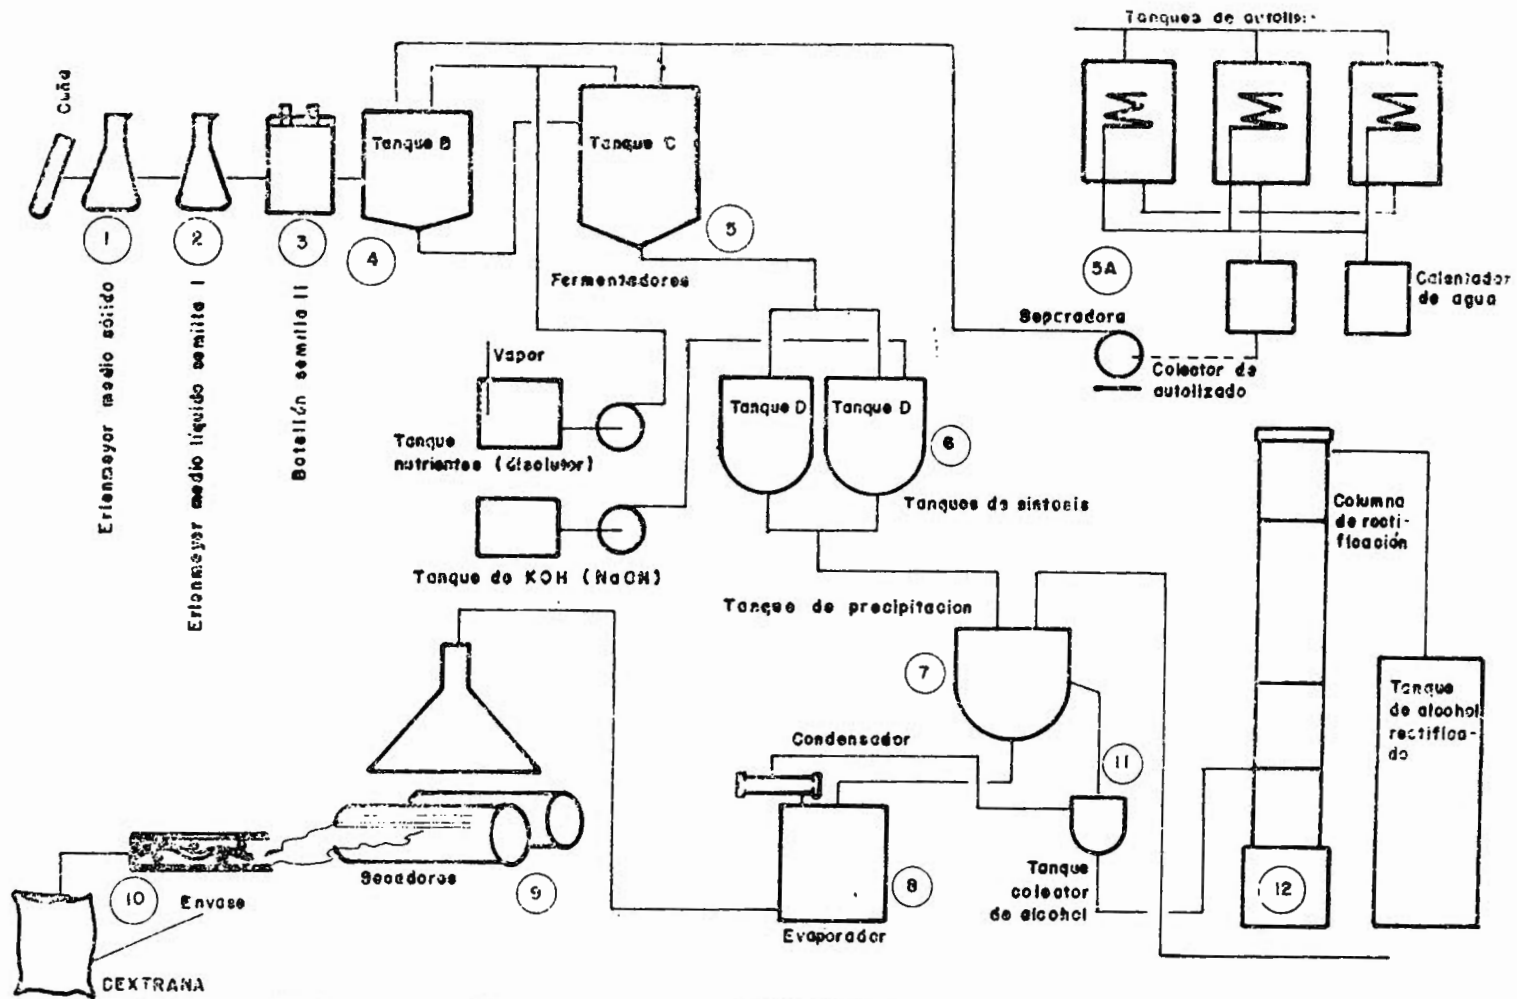 Tanques de autolisis
Cuña
Tanque B
Tanque C
1
2
3
4
5
5A
Fermentadores
Calentador
de agua
Separadora
Colector de
autolizado
Erlenmeyer medio sólido
Erlenmeyer medio líquido semilla I
Botellón semilla II
Vapor
Tanque
nutrientes (disolutor)
Tanque D
Tanque D
6
Tanques de sintesis
Tanque de KOH (NaOH)
Columna
de recti-
ficación
Tanque de precipitacion
7
Tanque
de alcohol
rectifica-
do
Condensador
11
Secadores
9
8
Evaporador
Tanque
colector
de alcohol
12
10
Envase
DEXTRANA